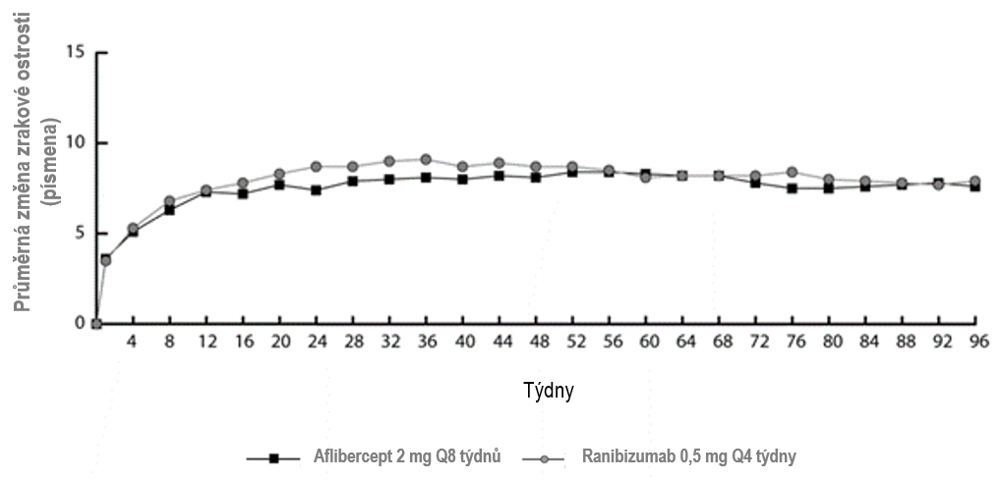 Průměrná změna zrakové ostrosti
(písmena)
15
10
5
0
4 8 12 16 20 24 28 32 36 40 44 48 52 56 60 64 68 72 76 80 84 88 92 96
Týdny
Aflibercept 2 mg Q8 týdnů Ranibizumab 0,5 mg Q4 týdny